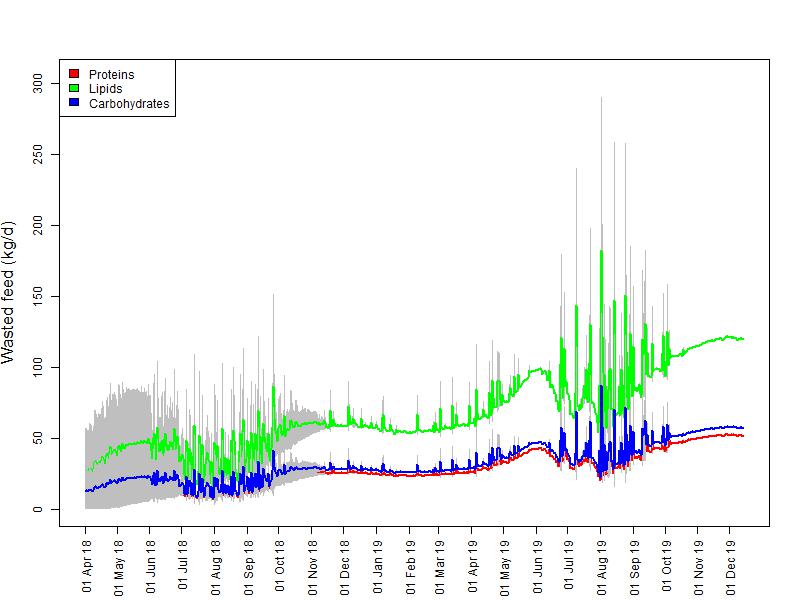 Proteins
Lipids
Carbohydrates
Wasted feed (kg/d)
300
250
200
150
100
50
0
01 Apr 18
01 May 18
01 Jun 18
01 Jul 18
01 Aug 18
01 Sep 18
01 Oct 18
01 Nov 18
01 Dec 18
01 Jan 19
01 Feb 19
01 Mar 19
01 Apr 19
01 May 19
01 Jun 19
01 Jul 19
01 Aug 19
01 Sep 19
01 Oct 19
01 Nov 19
01 Dec 19